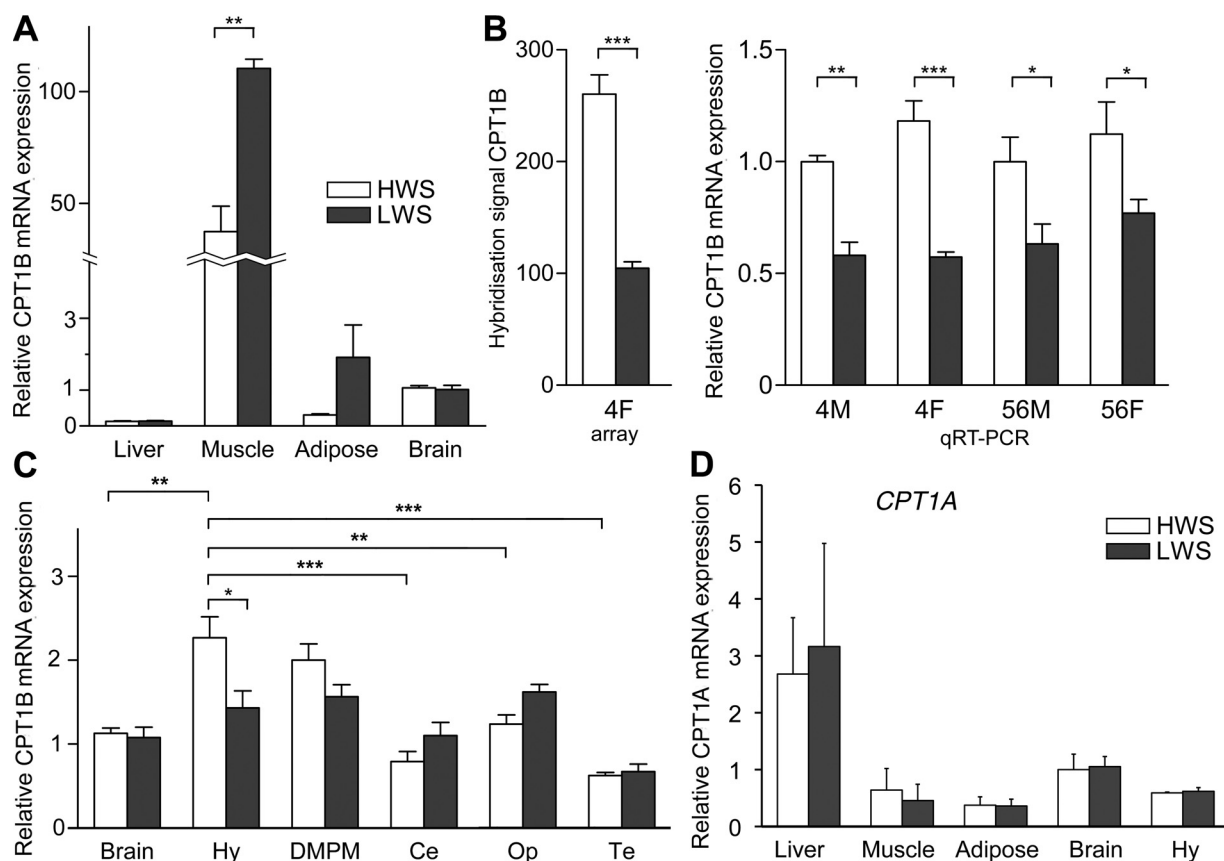 A
Relative CPT1B mRNA expression
100
50
3
1
0
**
HWS
LWS
Liver Muscle Adipose Brain
B
Hybridisation signal CPT1B
300
200
100
0
***
4F
array
Relative CPT1B mRNA expression
1.5
1.0
0.5
0
** *** * *
4M 4F 56M 56F
qRT-PCR
C
Relative CPT1B mRNA expression
3
2
1
0
**
***
**
***
*
Brain Hy DMPM Ce Op Te
D
CPT1A
Relative CPT1A mRNA expression
6
5
4
3
2
1
0
HWS
LWS
Liver Muscle Adipose Brain Hy